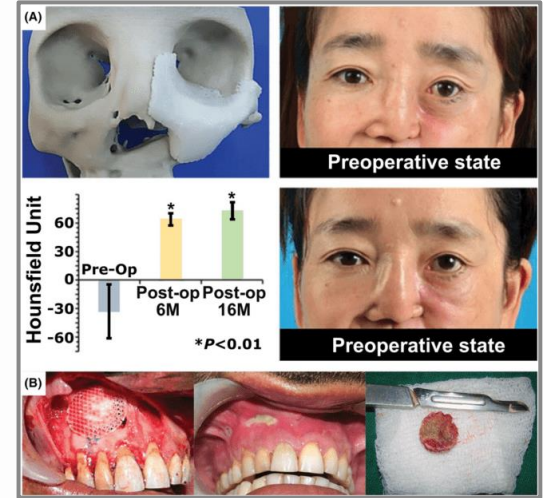 (A)
Preoperative state
Hounsfield Unit
60
30
0
-30
-60
Pre-Op
*
*
Post-op
6M
Post-op
16M
*P<0.01
Preoperative state
(B)